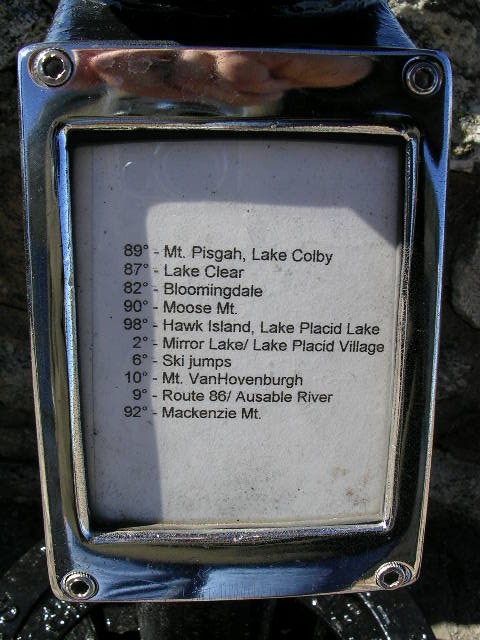 89° - Mt. Pisgah, Lake Colby
87° - Lake Clear
82° - Bloomingdale
90° - Moose Mt.
98° - Hawk Island, Lake Placid Lake
2° - Mirror Lake/ Lake Placid Village
6° - Ski jumps
10° - Mt. VanHovenburgh
9° - Route 86/ Ausable River
92° - Mackenzie Mt.